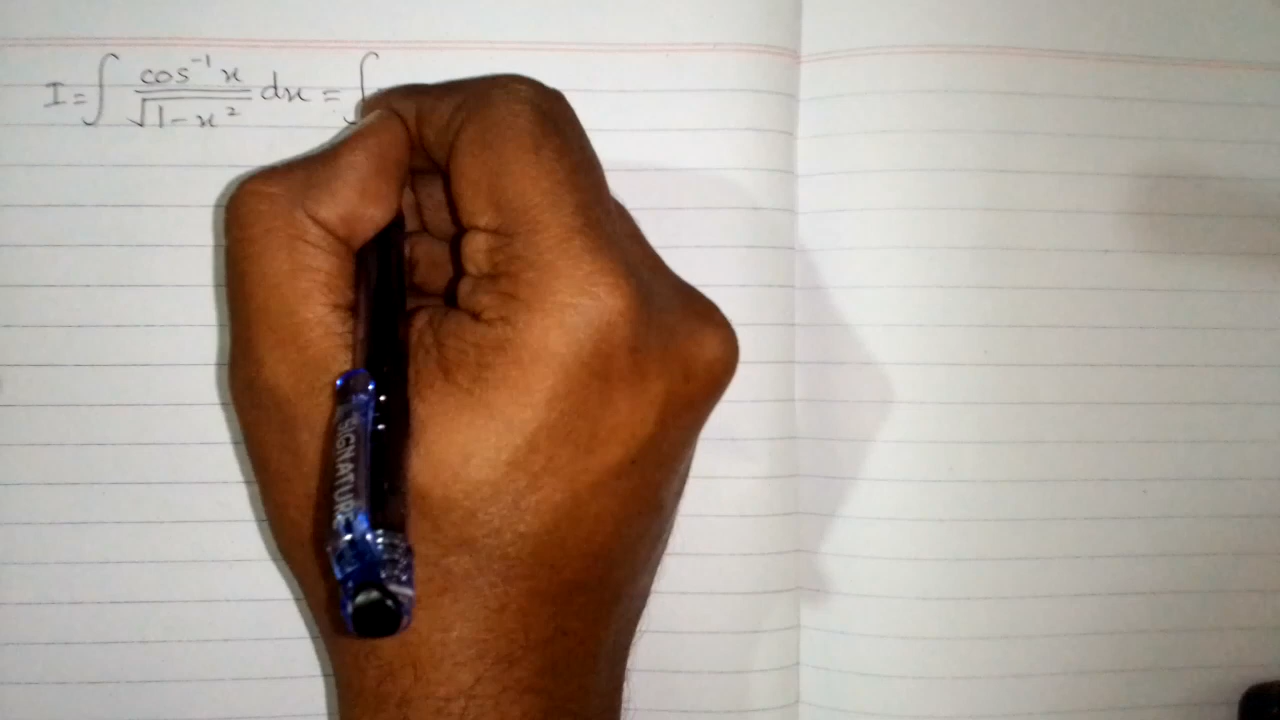 I = ∫ cos⁻¹x / √(1-x²) dx = ∫
SIGNATURE